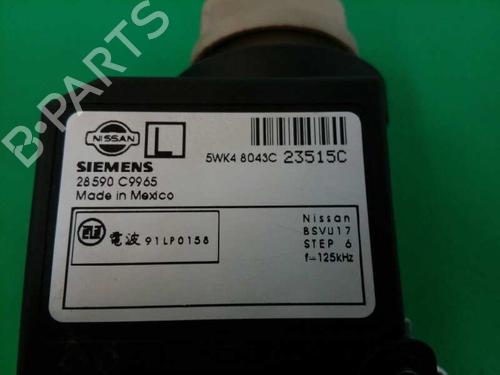 NISSAN
L
SIEMENS
28590 C9965
Made in Mexico
5WK4 8043C 23515C
電波 91LP0158
Nissan
BSVU17
STEP 6
f=125kHz
B-PARTS